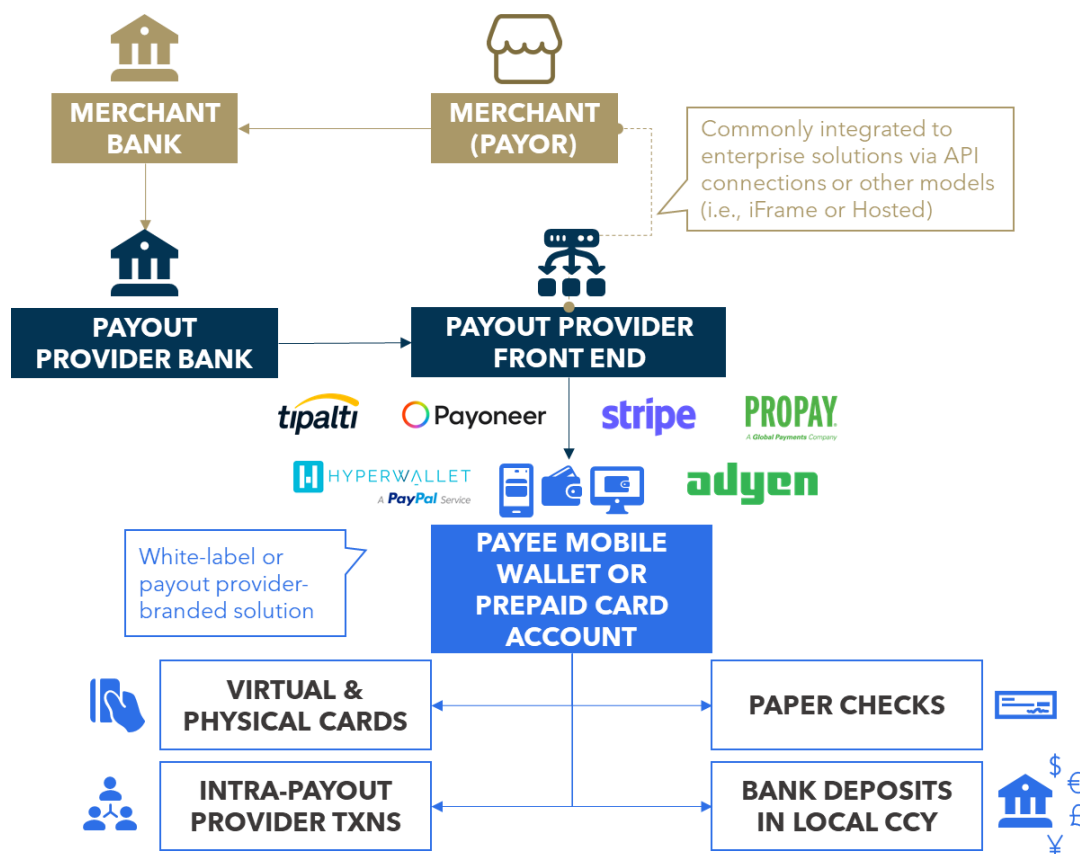 MERCHANT
BANK
MERCHANT
(PAYOR)
Commonly integrated to
enterprise solutions via API
connections or other models
(i.e., iFrame or Hosted)
PAYOUT
PROVIDER BANK
PAYOUT PROVIDER
FRONT END
tipalti
Payoneer
stripe
PROPAY.
A Global Payments Company
HYPERWALLET
A PayPal Service
adyen
White-label or
payout provider-
branded solution
PAYEE MOBILE
WALLET OR
PREPAID CARD
ACCOUNT
VIRTUAL &
PHYSICAL CARDS
PAPER CHECKS
INTRA-PAYOUT
PROVIDER TXNS
BANK DEPOSITS
IN LOCAL CCY
$
€
£
¥